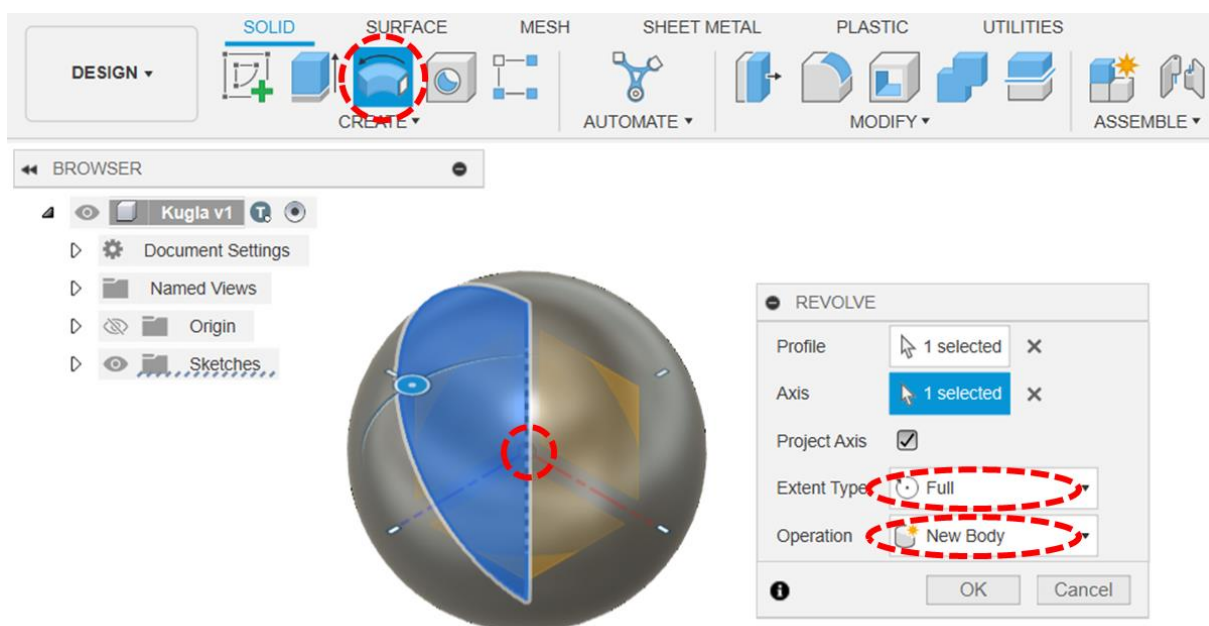 SOLID SURFACE MESH SHEET METAL PLASTIC UTILITIES
DESIGN ▾
CREATE ▾ AUTOMATE ▾ MODIFY ▾ ASSEMBLE ▾
BROWSER
Kugla v1
Document Settings
Named Views
Origin
Sketches
REVOLVE
Profile 1 selected
Axis 1 selected
Project Axis
Extent Type Full
Operation New Body
OK Cancel